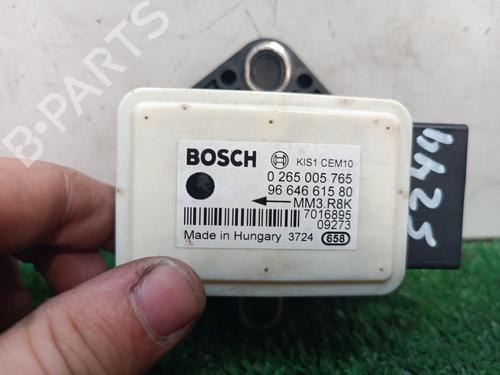 B-PARTS
BOSCH KIS1 CEM10
0 265 005 765
96 646 615 80
MM3.R8K
7016895
09273
Made in Hungary 3724 658
4425